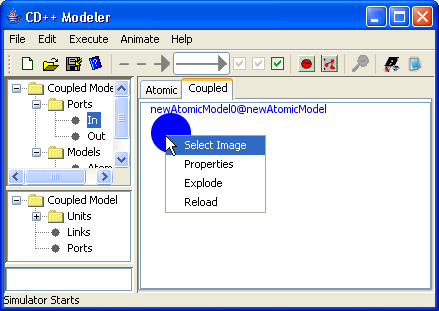 CD++ Modeler
File Edit Execute Animate Help
Coupled Mode
Ports
In
Out
Models
Atom
Coupled Model
Units
Links
Ports
Atomic Coupled
newAtomicModel0@newAtomicModel
Select Image
Properties
Explode
Reload
Simulator Starts